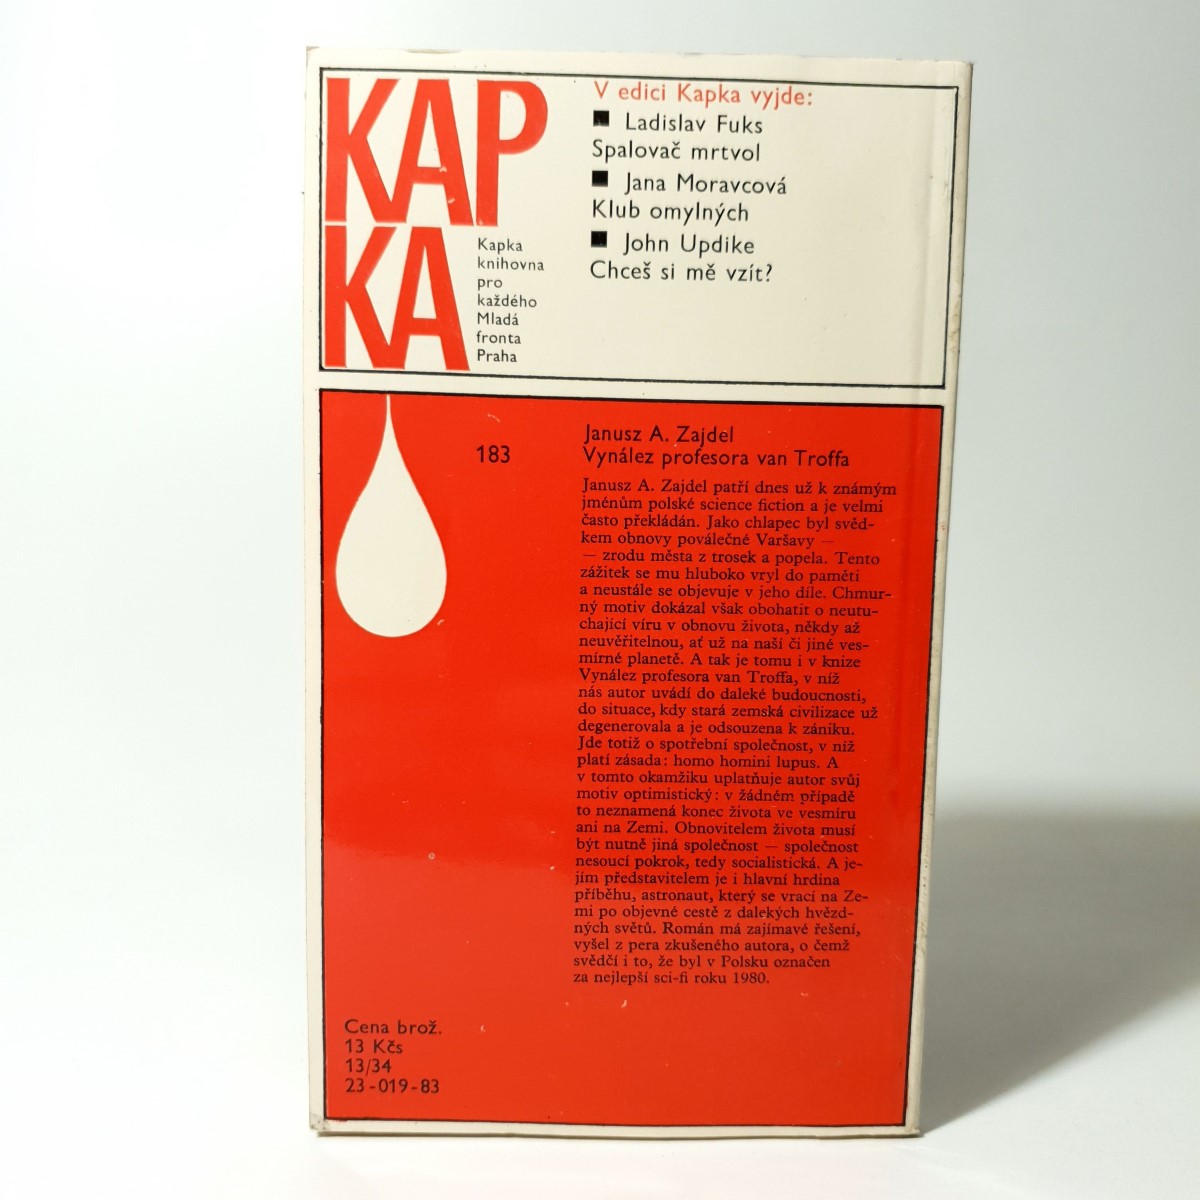 KAP
KA
Kapka
knihovna
pro
každého
Mladá
fronta
Praha
V edici Kapka vyjde:
Ladislav Fuks
Spalovač mrtvol
Jana Moravcová
Klub omylných
John Updike
Chceš si mě vzít?
183
Janusz A. Zajdel
Vynález profesora van Troffa
Janusz A. Zajdel patří dnes už k známým
jménům polské science fiction a je velmi
často překládán. Jako chlapec byl svěd-
kem obnovy poválečné Varšavy —
— zrodu města z trosek a popela. Tento
zážitek se mu hluboko vryl do paměti
a neustále se objevuje v jeho díle. Chmur-
ný motiv dokázal však obohatit o neutu-
chající víru v obnovu života, někdy až
neuvěřitelnou, ať už na naší či jiné ves-
mírné planetě. A tak je tomu i v knize
Vynález profesora van Troffa, v níž
nás autor uvádí do daleké budoucnosti,
do situace, kdy stará zemská civilizace už
degenerovala a je odsouzena k zániku.
Jde totiž o spotřební společnost, v níž
platí zásada: homo homini lupus. A
v tomto okamžiku uplatňuje autor svůj
motiv optimistický: v žádném případě
to neznamená konec života ve vesmíru
ani na Zemi. Obnovitelem života musí
být nutně jiná společnost — společnost
nesoucí pokrok, tedy socialistická. A je-
jím představitelem je i hlavní hrdina
příběhu, astronaut, který se vrací na Ze-
mi po objevné cestě z dalekých hvězd-
ných světů. Román má zajímavé řešení,
vyšel z pera zkušeného autora, o čemž
svědčí i to, že byl v Polsku označen
za nejlepší sci-fi roku 1980.
Cena brož.
13 Kčs
13/34
23-019-83